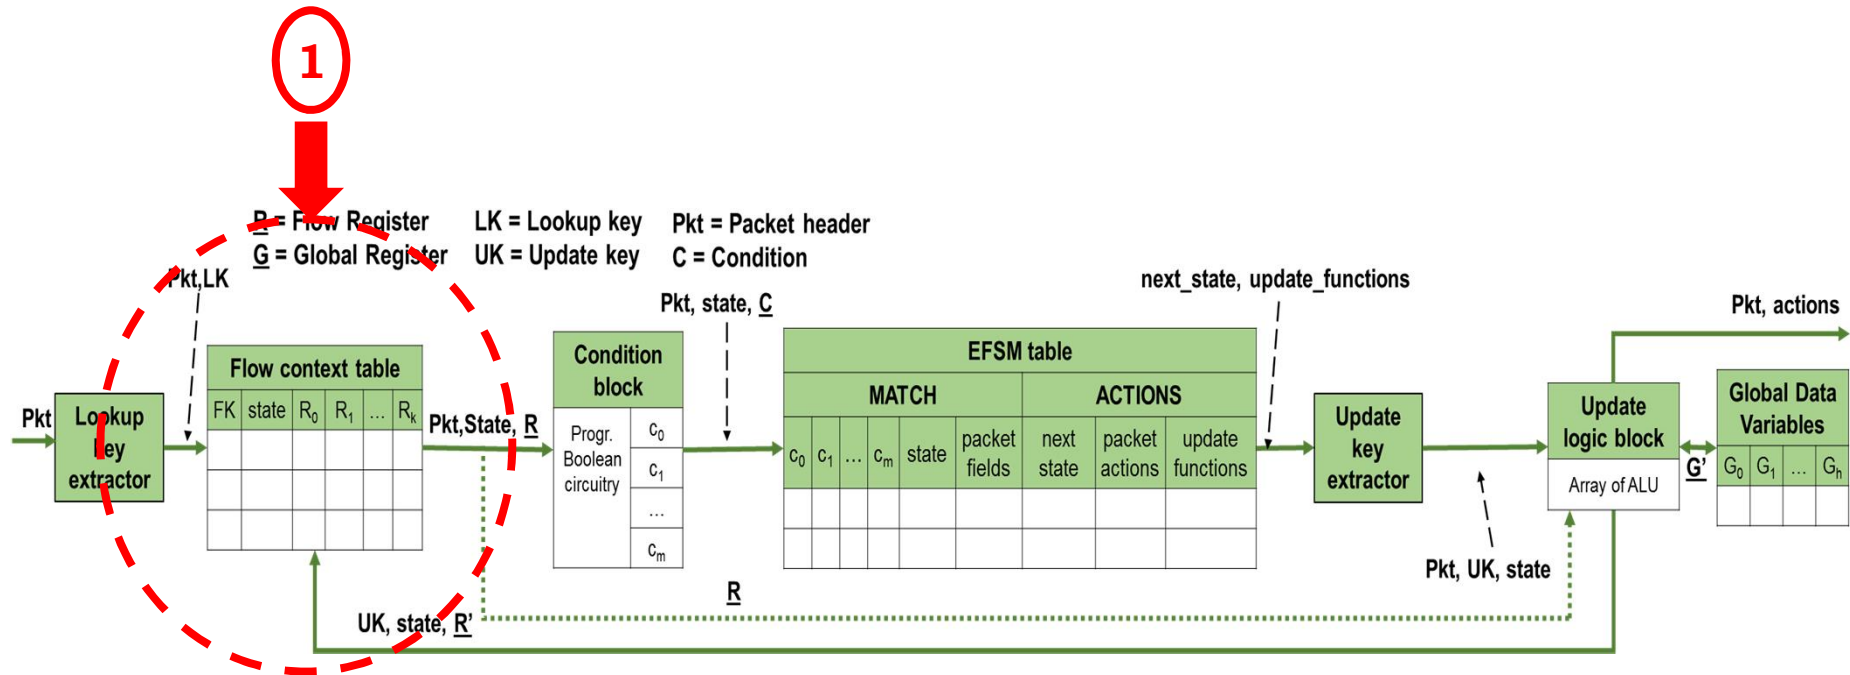 1
R = Flow Register
LK = Lookup key
Pkt = Packet header
G = Global Register
UK = Update key
C = Condition
Pkt
Lookup
key
extractor
Pkt,LK
Flow context table
FK state R0 R1 … Rk
Pkt,State, R
Condition
block
Progr.
Boolean
circuitry
c0
c1
…
cm
Pkt, state, C
EFSM table
MATCH ACTIONS
c0 c1 … cm state packet
fields
next
state
packet
actions
update
functions
next_state, update_functions
Update
key
extractor
Pkt, UK, state
Update
logic block
Array of ALU
Pkt, actions
G'
Global Data
Variables
G0 G1 … Gh
R
UK, state, R'